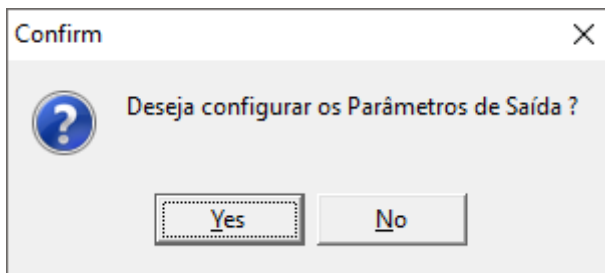 Confirm
Deseja configurar os Parâmetros de Saída ?
Yes
No